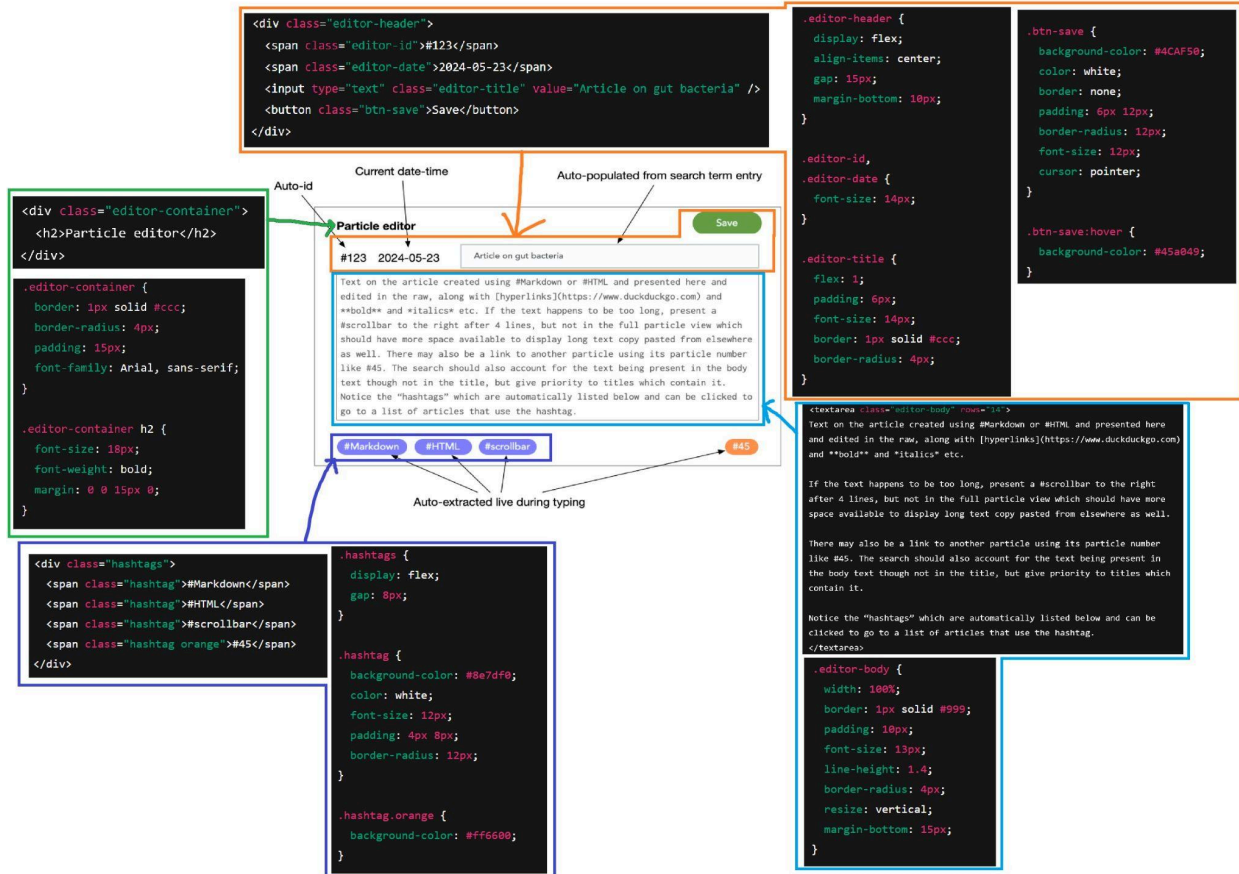 <div class="editor-header">
<span class="editor-id">#123</span>
<span class="editor-date">2024-05-23</span>
<input type="text" class="editor-title" value="Article on gut bacteria" />
<button class="btn-save">Save</button>
</div>
.editor-header {
display: flex;
align-items: center;
gap: 15px;
margin-bottom: 10px;
}
.editor-id,
.editor-date {
font-size: 14px;
}
.editor-title {
flex: 1;
padding: 6px;
font-size: 14px;
border: 1px solid #ccc;
border-radius: 4px;
}
.btn-save {
background-color: #4CAF50;
color: white;
border: none;
padding: 6px 12px;
border-radius: 12px;
font-size: 12px;
cursor: pointer;
}
.btn-save:hover {
background-color: #45a049;
}
<div class="editor-container">
<h2>Particle editor</h2>
</div>
.editor-container {
border: 1px solid #ccc;
border-radius: 4px;
padding: 15px;
font-family: Arial, sans-serif;
}
.editor-container h2 {
font-size: 18px;
font-weight: bold;
margin: 0 0 15px 0;
}
Auto-id
Current date-time
Auto-populated from search term entry
Particle editor
Save
#123
2024-05-23
Article on gut bacteria
Text on the article created using #Markdown or #HTML and presented here and
edited in the raw, along with [hyperlinks](https://www.duckduckgo.com) and
**bold** and *italics* etc. If the text happens to be too long, present a
#scrollbar to the right after 4 lines, but not in the full particle view which
should have more space available to display long text copy pasted from elsewhere
as well. There may also be a link to another particle using its particle number
like #45. The search should also account for the text being present in the body
text though not in the title, but give priority to titles which contain it.
Notice the “hashtags” which are automatically listed below and can be clicked to
go to a list of articles that use the hashtag.
#Markdown
#HTML
#scrollbar
#45
Auto-extracted live during typing
<textarea class="editor-body" rows="14">
Text on the article created using #Markdown or #HTML and presented here
and edited in the raw, along with [hyperlinks](https://www.duckduckgo.com)
and **bold** and *italics* etc.
If the text happens to be too long, present a #scrollbar to the right
after 4 lines, but not in the full particle view which should have more
space available to display long text copy pasted from elsewhere as well.
There may also be a link to another particle using its particle number
like #45. The search should also account for the text being present in
the body text though not in the title, but give priority to titles which
contain it.
Notice the “hashtags” which are automatically listed below and can be
clicked to go to a list of articles that use the hashtag.
</textarea>
.editor-body {
width: 100%;
border: 1px solid #999;
padding: 10px;
font-size: 13px;
line-height: 1.4;
border-radius: 4px;
resize: vertical;
margin-bottom: 15px;
}
<div class="hashtags">
<span class="hashtag">#Markdown</span>
<span class="hashtag">#HTML</span>
<span class="hashtag">#scrollbar</span>
<span class="hashtag orange">#45</span>
</div>
.hashtags {
display: flex;
gap: 8px;
}
.hashtag {
background-color: #8e7df0;
color: white;
font-size: 12px;
padding: 4px 8px;
border-radius: 12px;
}
.hashtag.orange {
background-color: #ff6600;
}